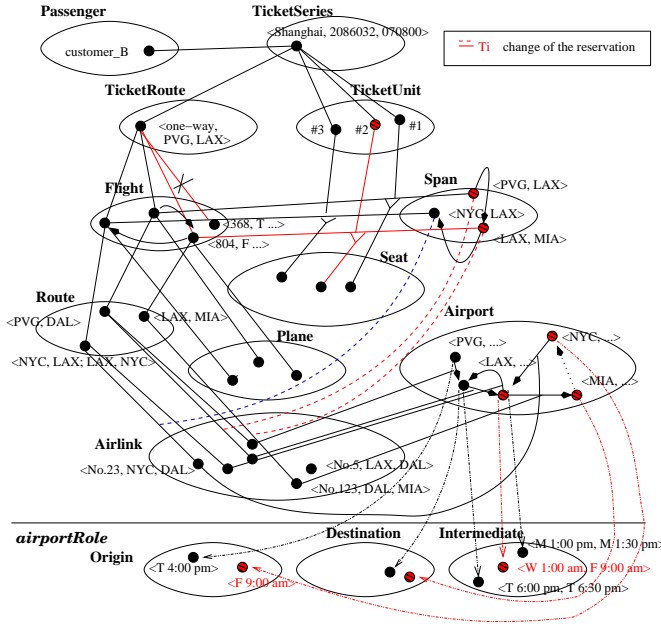 Passenger
TicketSeries
<Shanghai, 2086032, 070800>
customer_B
Ti change of the reservation
TicketRoute
TicketUnit
<one-way,
PVG, LAX>
#3
#2
#1
Flight
Span
<PVG, LAX>
<368, T ...>
<NYC, LAX>
<804, F ...>
<LAX, MIA>
Seat
Route
Airport
<PVG, DAL>
<LAX, MIA>
Plane
<PVG, ...>
<NYC, ...>
<NYC, LAX; LAX, NYC>
<LAX, ...>
<MIA, ...>
Airlink
<No.23, NYC, DAL>
<No.5, LAX, DAL>
<No.123, DAL, MIA>
airportRole
Origin
Destination
Intermediate
<T 4:00 pm>
<M 1:00 pm, M 1:30 pm>
<F 9:00 am>
<W 1:00 am, F 9:00 am>
<T 6:00 pm, T 6:30 pm>